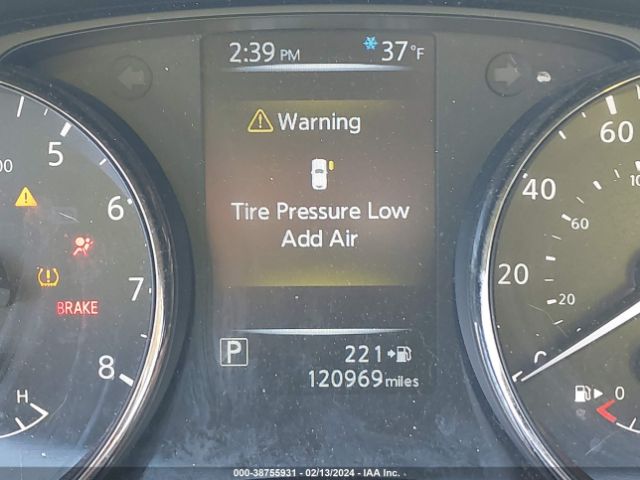 2:39 PM 37°F
Warning
Tire Pressure Low
Add Air
P 221
120969 miles
5
6
7
8
H
BRAKE
60
40
20
0
60
20
0
000-38755931 - 02/13/2024 - IAA Inc.